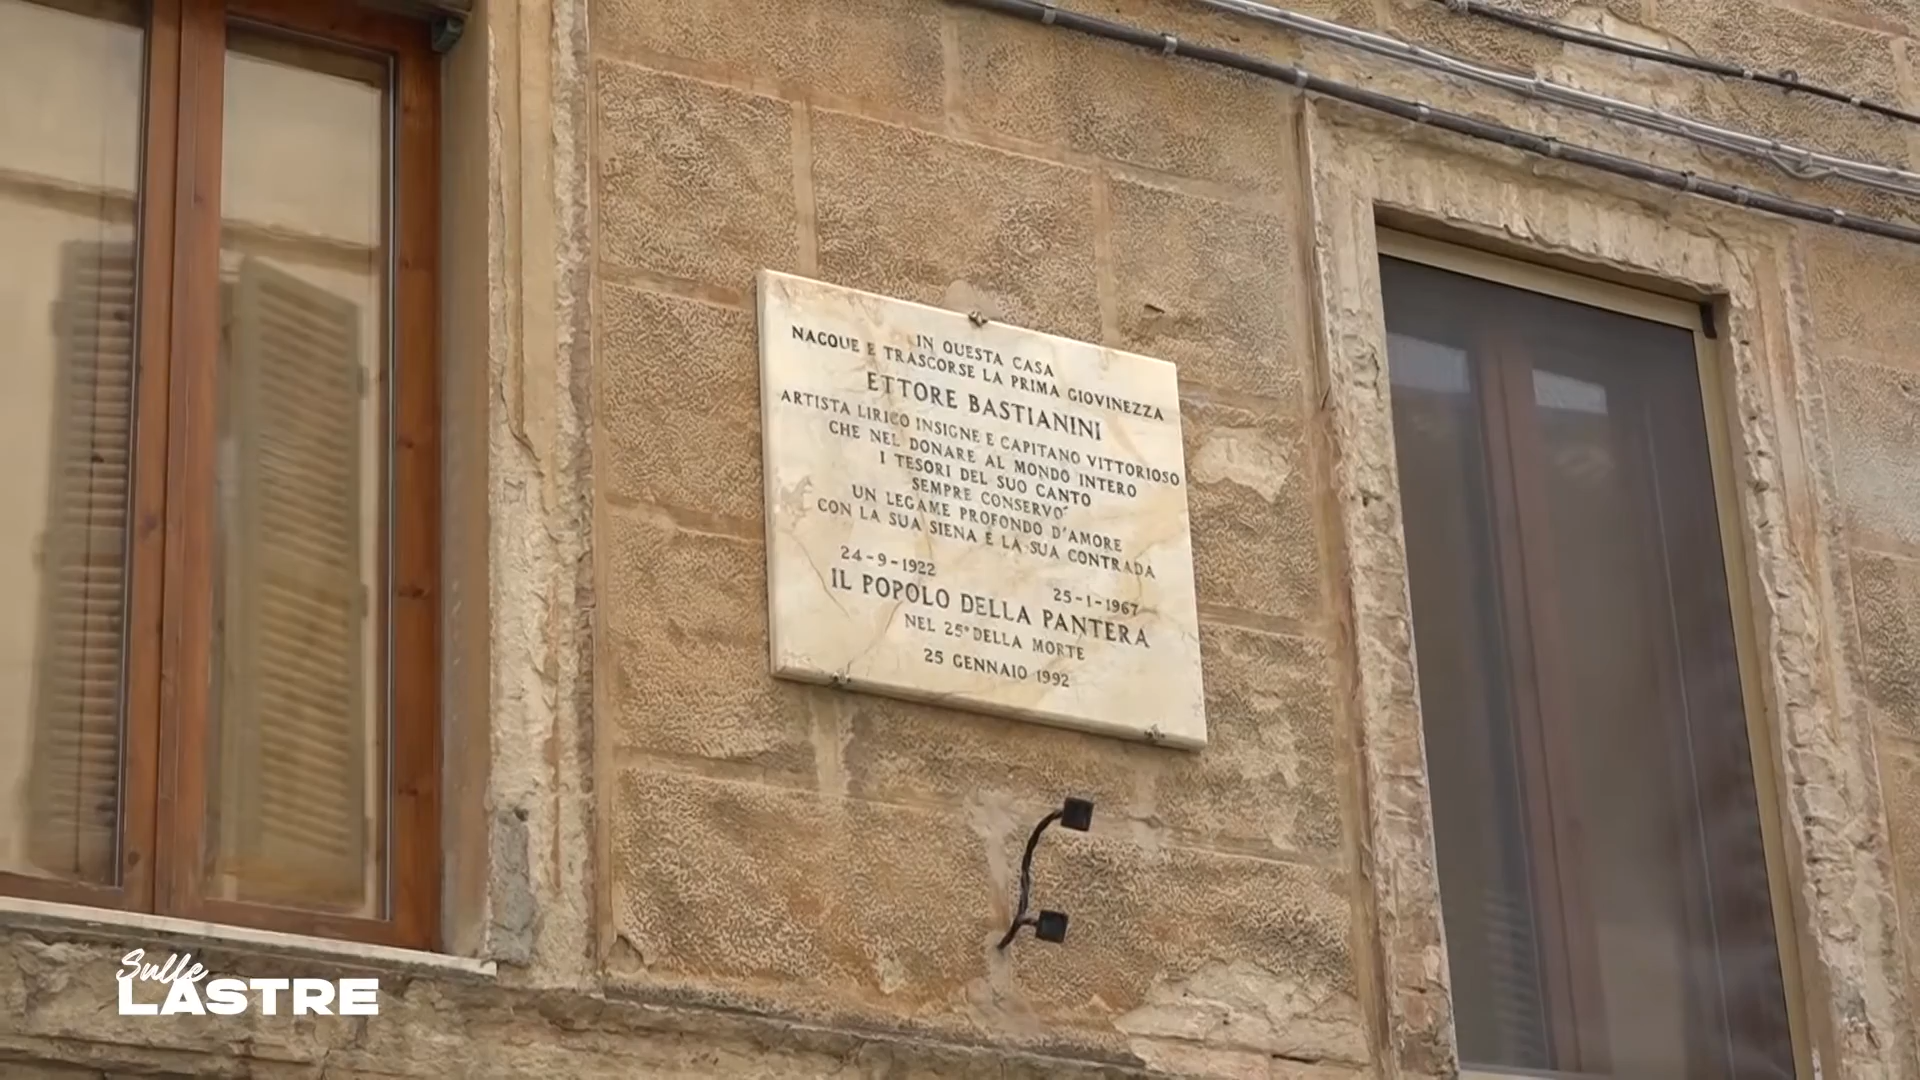 IN QUESTA CASA
NACQUE E TRASCORSE LA PRIMA GIOVINEZZA
ETTORE BASTIANINI
ARTISTA LIRICO INSIGNE E CAPITANO VITTORIOSO
CHE NEL DONARE AL MONDO INTERO
I TESORI DEL SUO CANTO
SEMPRE CONSERVO'
UN LEGAME PROFONDO D'AMORE
CON LA SUA SIENA E LA SUA CONTRADA
24-9-1922 25-1-1967
IL POPOLO DELLA PANTERA
NEL 25° DELLA MORTE
25 GENNAIO 1992
Sulle
LASTRE